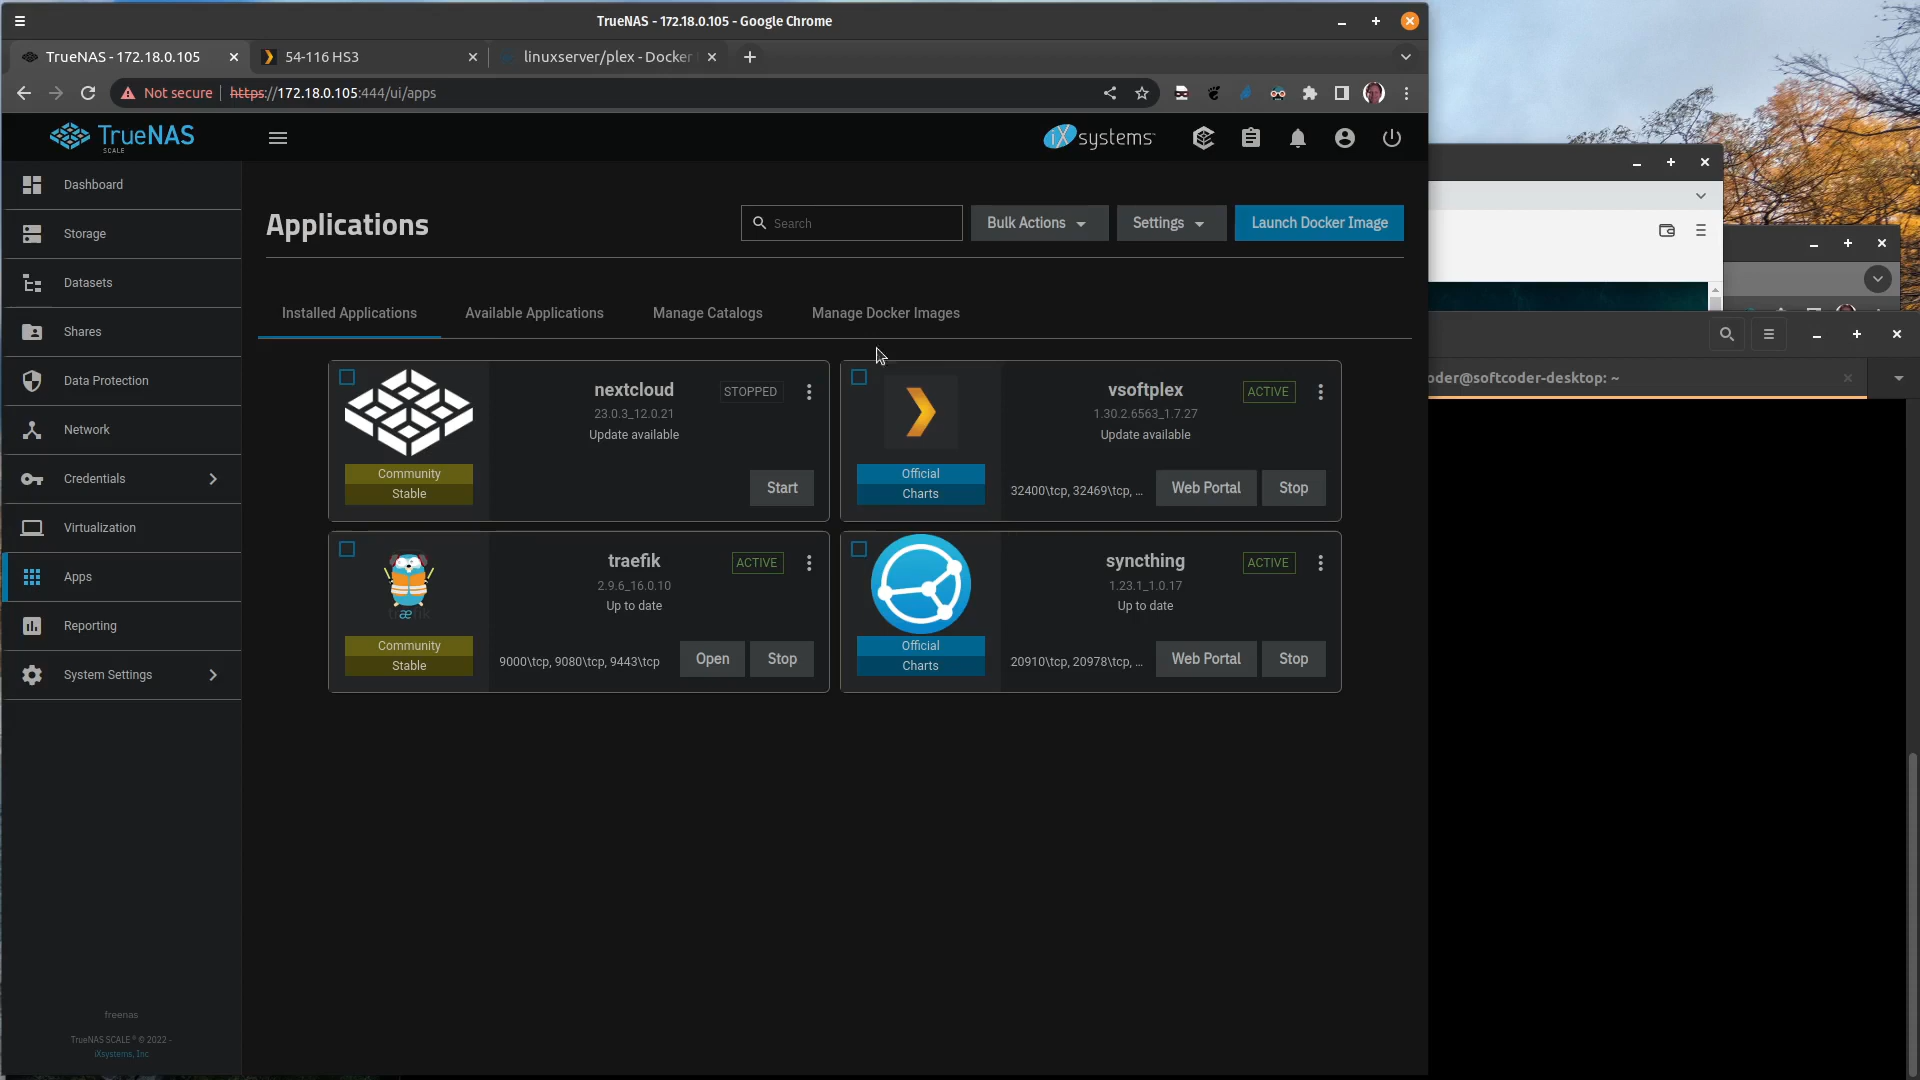 TrueNAS - 172.18.0.105 - Google Chrome
TrueNAS - 172.18.0.105
54-116 HS3
linuxserver/plex - Docker
Not secure
https://172.18.0.105:444/ui/apps
TrueNAS
SCALE
iXsystems
Dashboard
Storage
Datasets
Shares
Data Protection
Network
Credentials
Virtualization
Apps
Reporting
System Settings
freenas
TrueNAS SCALE ® © 2022 -
iXsystems, Inc
Applications
Search
Bulk Actions
Settings
Launch Docker Image
Installed Applications
Available Applications
Manage Catalogs
Manage Docker Images
nextcloud
STOPPED
23.0.3_12.0.21
Update available
Community
Stable
Start
vsoftplex
ACTIVE
1.30.2.6563_1.7.27
Update available
Official
Charts
32400\tcp, 32469\tcp, ...
Web Portal
Stop
traefik
ACTIVE
2.9.6_16.0.10
Up to date
træfik
Community
Stable
9000\tcp, 9080\tcp, 9443\tcp
Open
Stop
syncthing
ACTIVE
1.23.1_1.0.17
Up to date
Official
Charts
20910\tcp, 20978\tcp, ...
Web Portal
Stop
oder@softcoder-desktop: ~